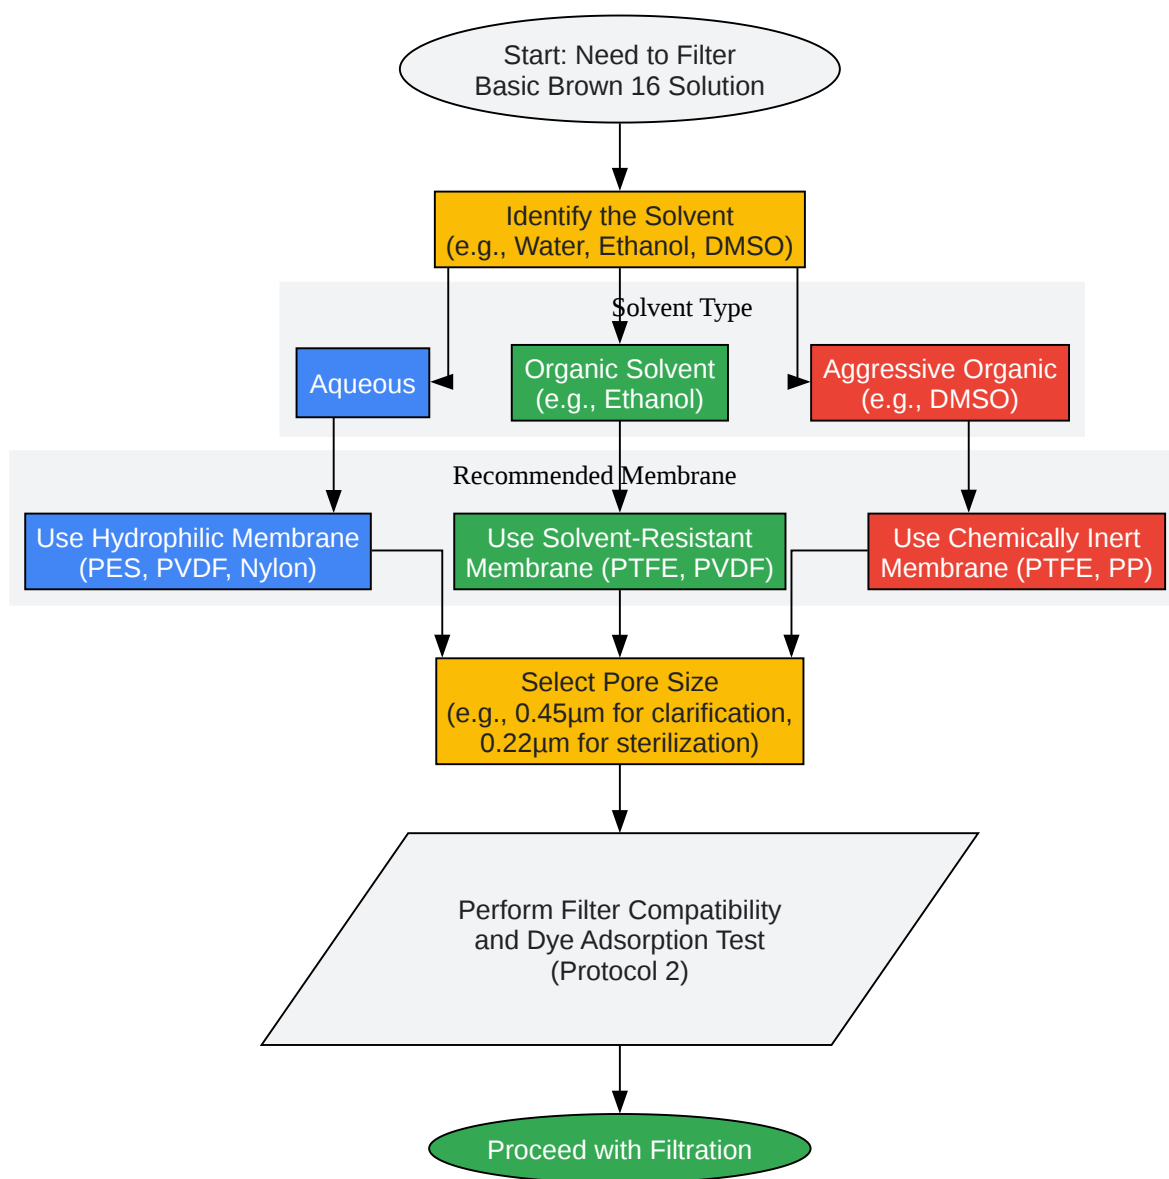 Start: Need to Filter
Basic Brown 16 Solution
Identify the Solvent
(e.g., Water, Ethanol, DMSO)
Solvent Type
Aqueous
Organic Solvent
(e.g., Ethanol)
Aggressive Organic
(e.g., DMSO)
Recommended Membrane
Use Hydrophilic Membrane
(PES, PVDF, Nylon)
Use Solvent-Resistant
Membrane (PTFE, PVDF)
Use Chemically Inert
Membrane (PTFE, PP)
Select Pore Size
(e.g., 0.45µm for clarification,
0.22µm for sterilization)
Perform Filter Compatibility
and Dye Adsorption Test
(Protocol 2)
Proceed with Filtration